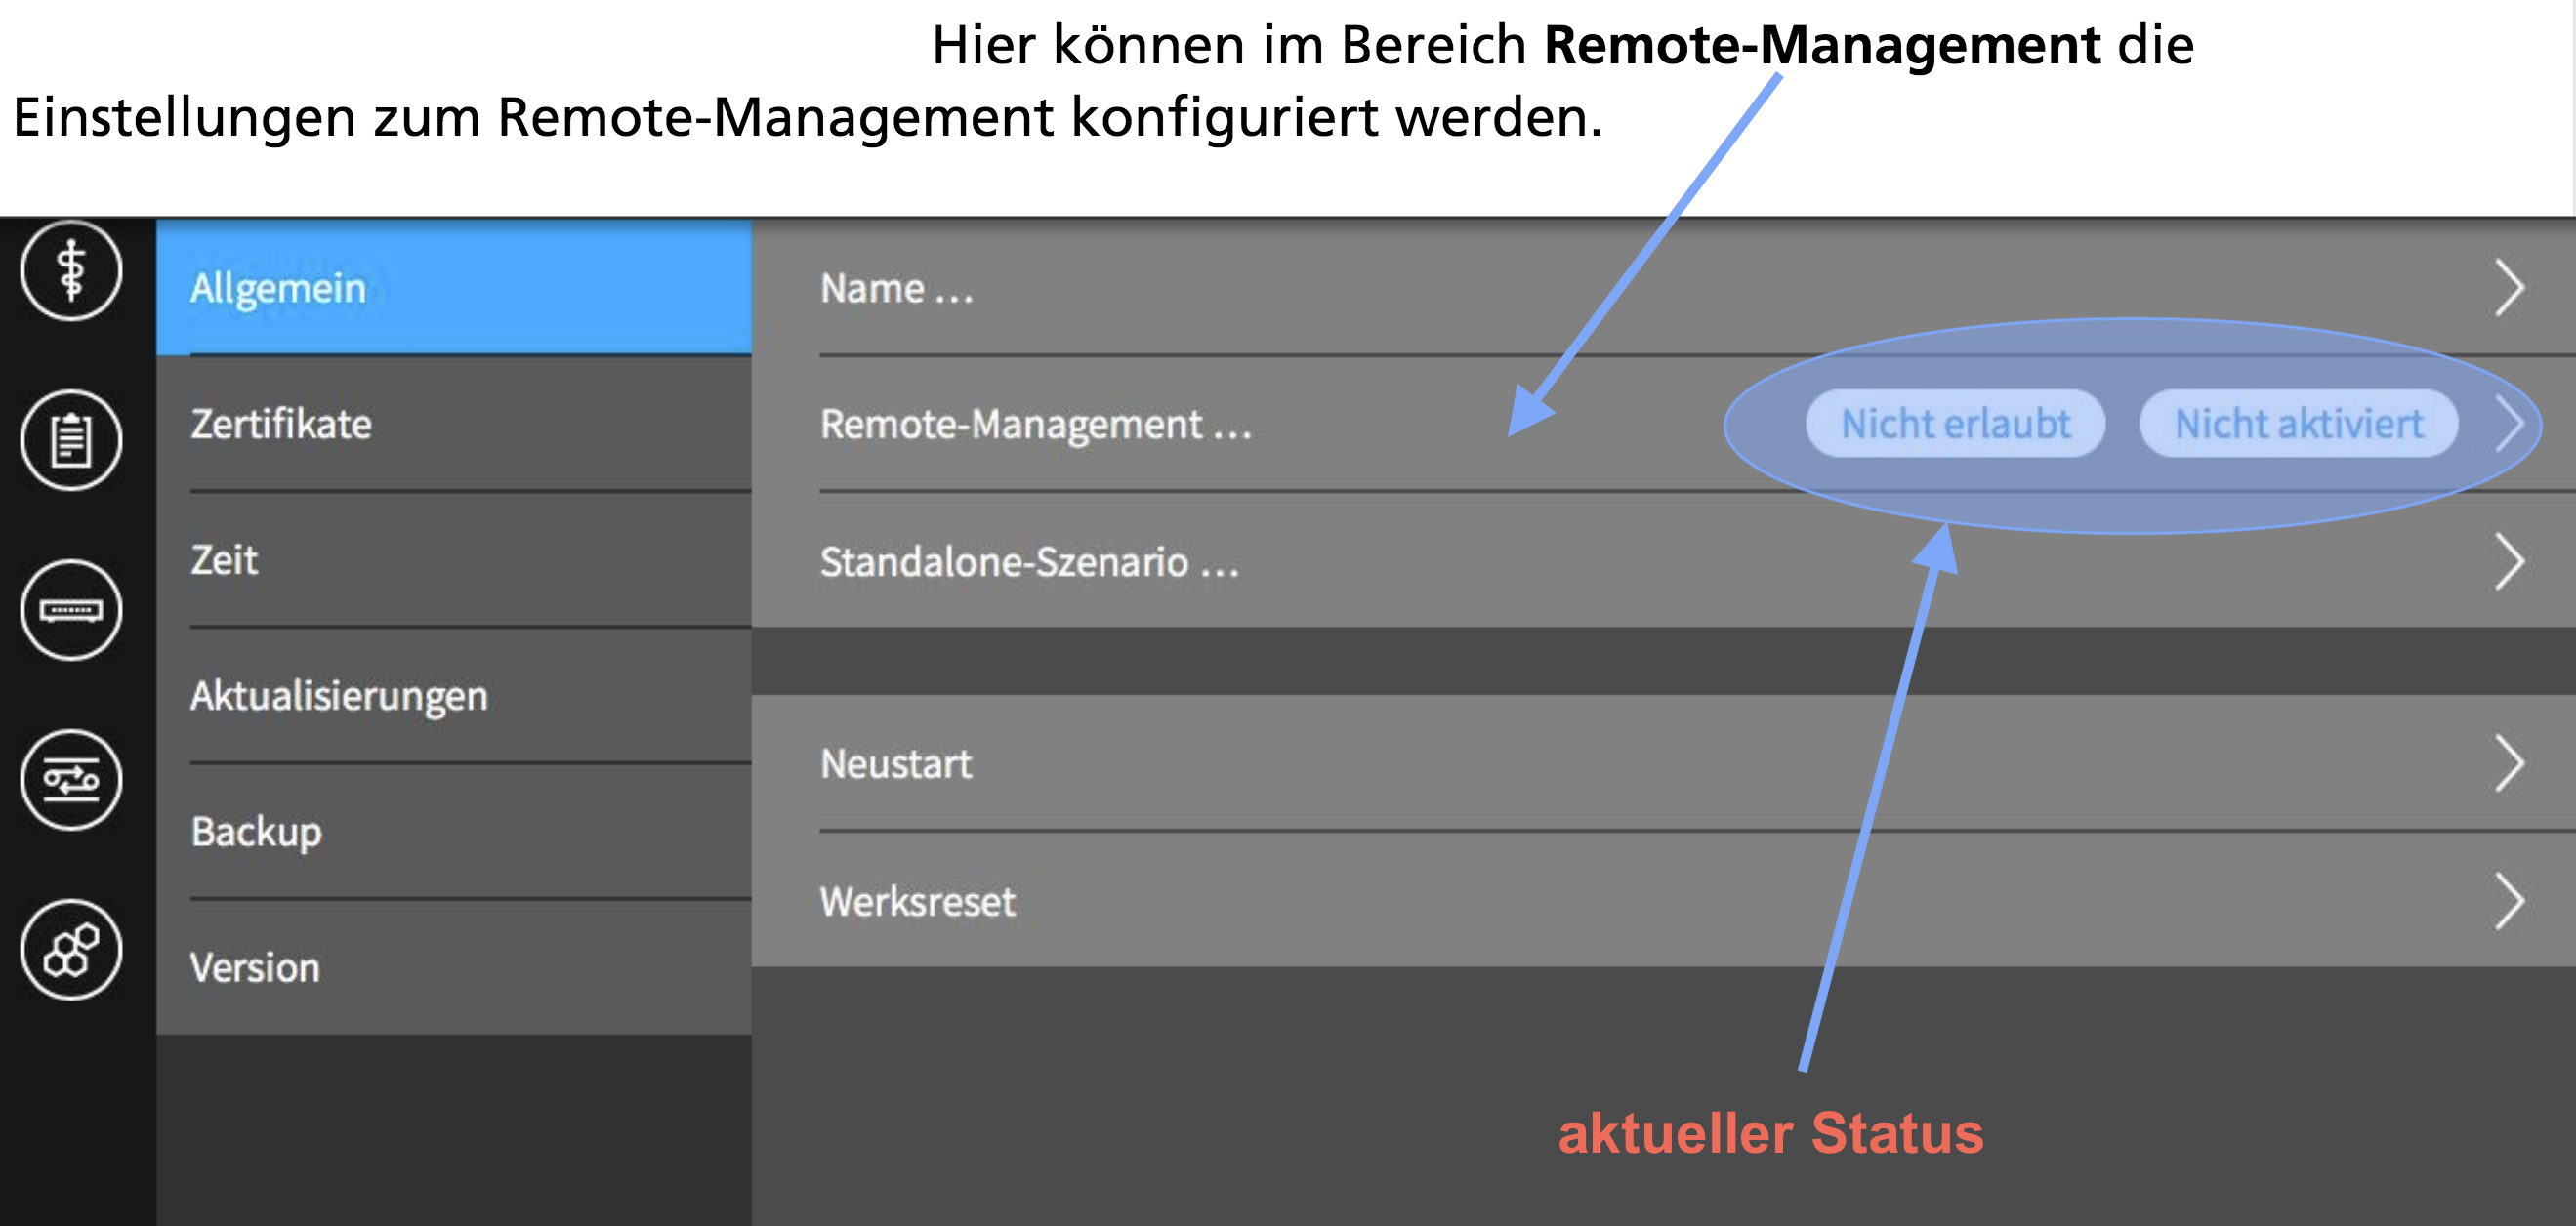 Hier können im Bereich Remote-Management die
Einstellungen zum Remote-Management konfiguriert werden.
Allgemein
Zertifikate
Zeit
Aktualisierungen
Backup
Version
Name ...
Remote-Management ...
Nicht erlaubt
Nicht aktiviert
Standalone-Szenario ...
Neustart
Werksreset
aktueller Status